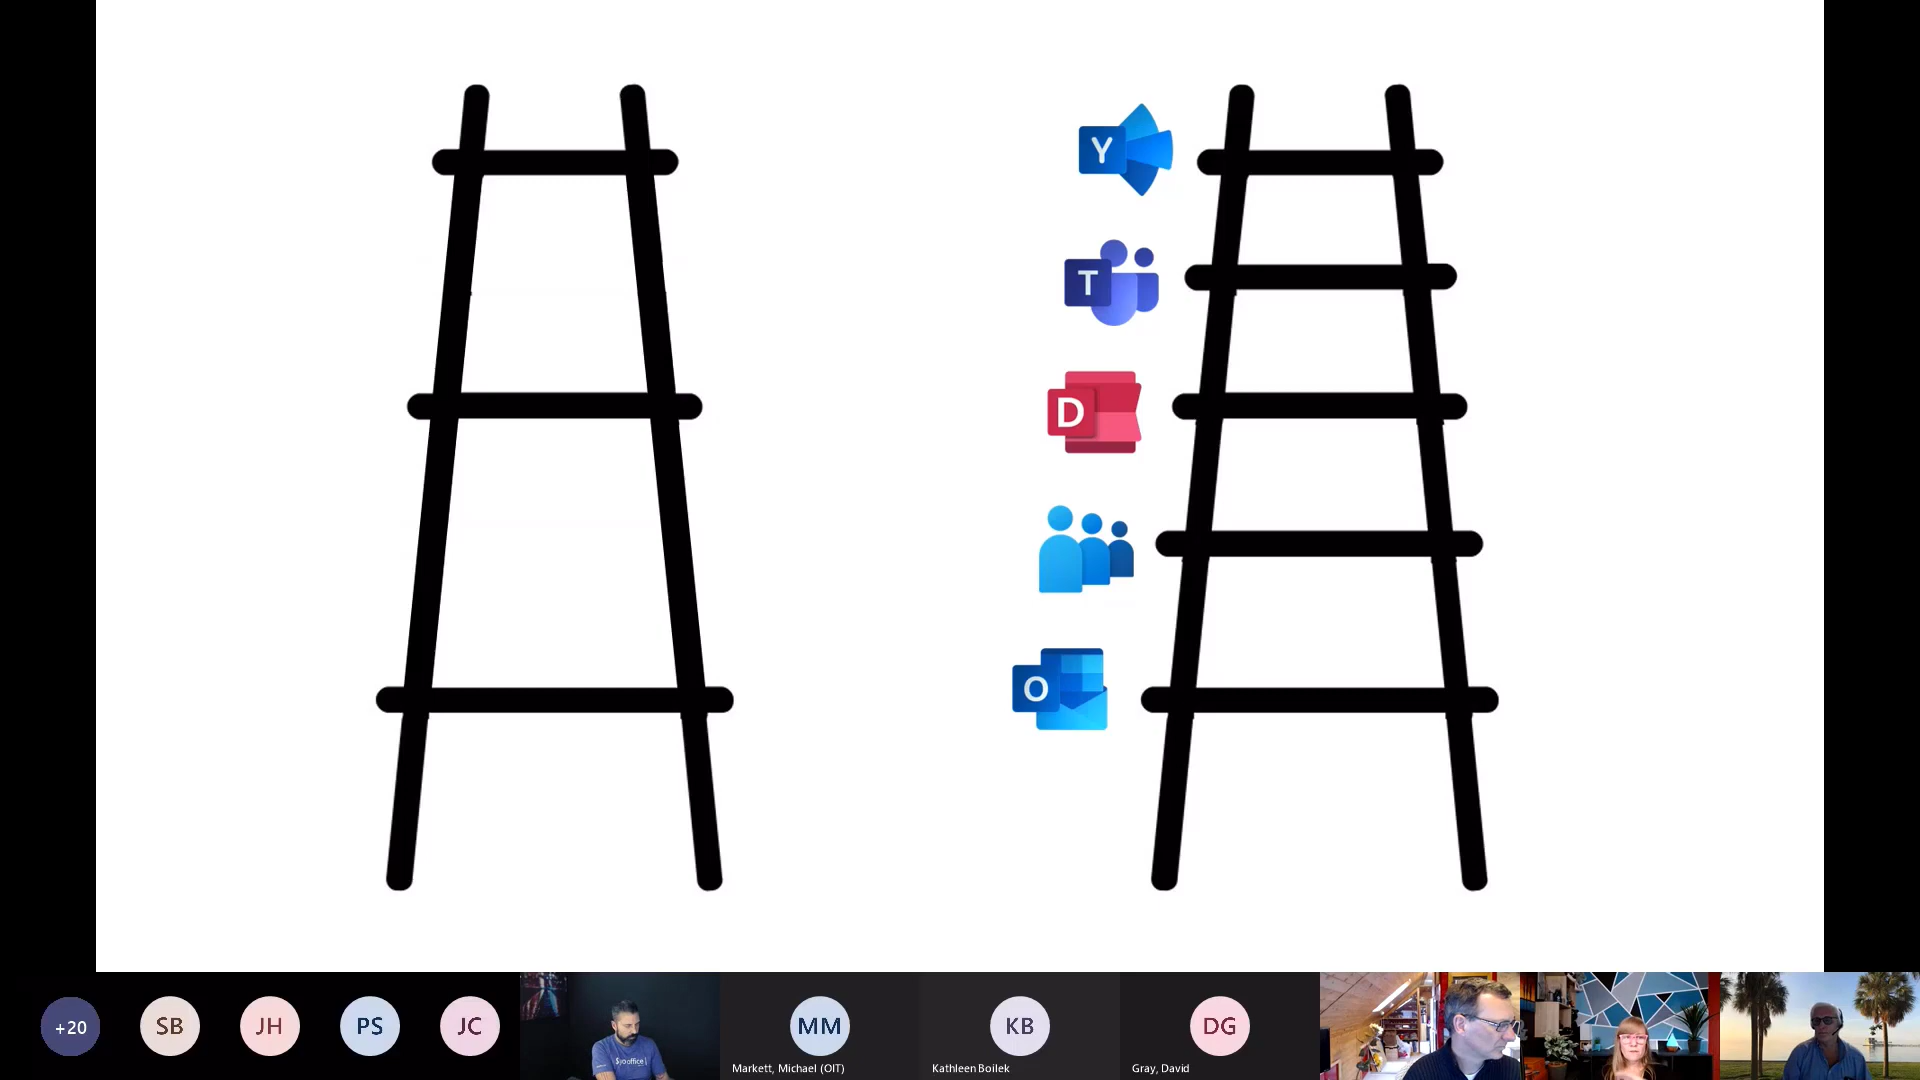 Y
T
D
O
+20
SB
JH
PS
JC
MM
KB
DG
Markett, Michael (OIT)
Kathleen Boilek
Gray, David